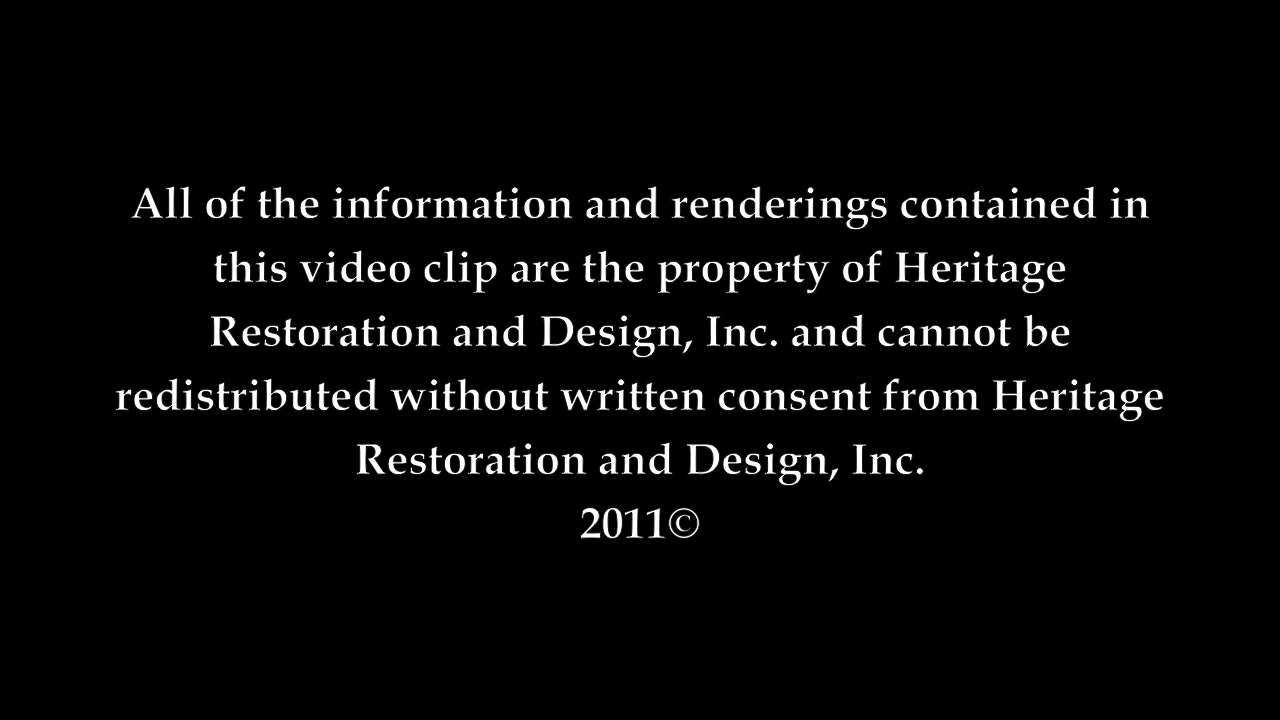 All of the information and renderings contained in
this video clip are the property of Heritage
Restoration and Design, Inc. and cannot be
redistributed without written consent from Heritage
Restoration and Design, Inc.
2011©